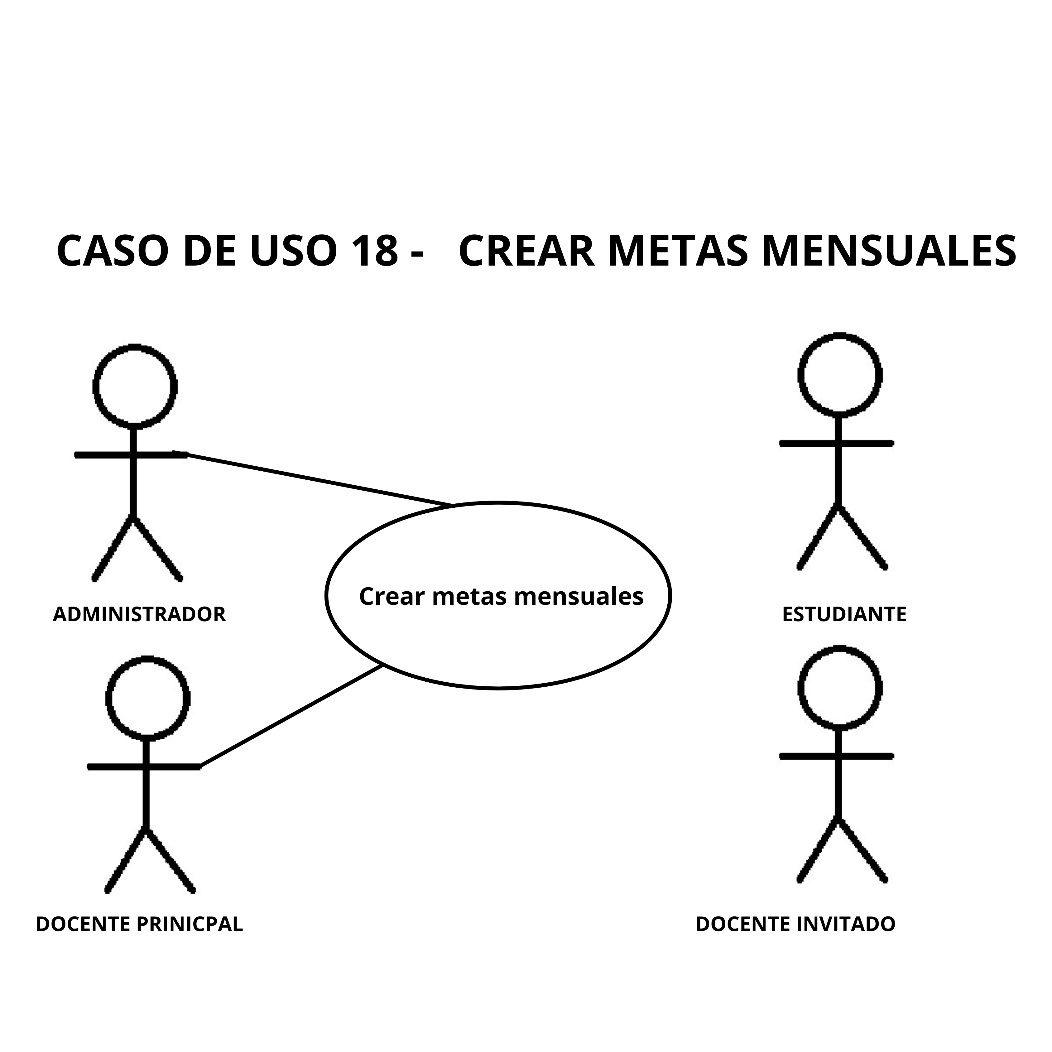 CASO DE USO 18 - CREAR METAS MENSUALES
Crear metas mensuales
ADMINISTRADOR
ESTUDIANTE
DOCENTE PRINICPAL
DOCENTE INVITADO